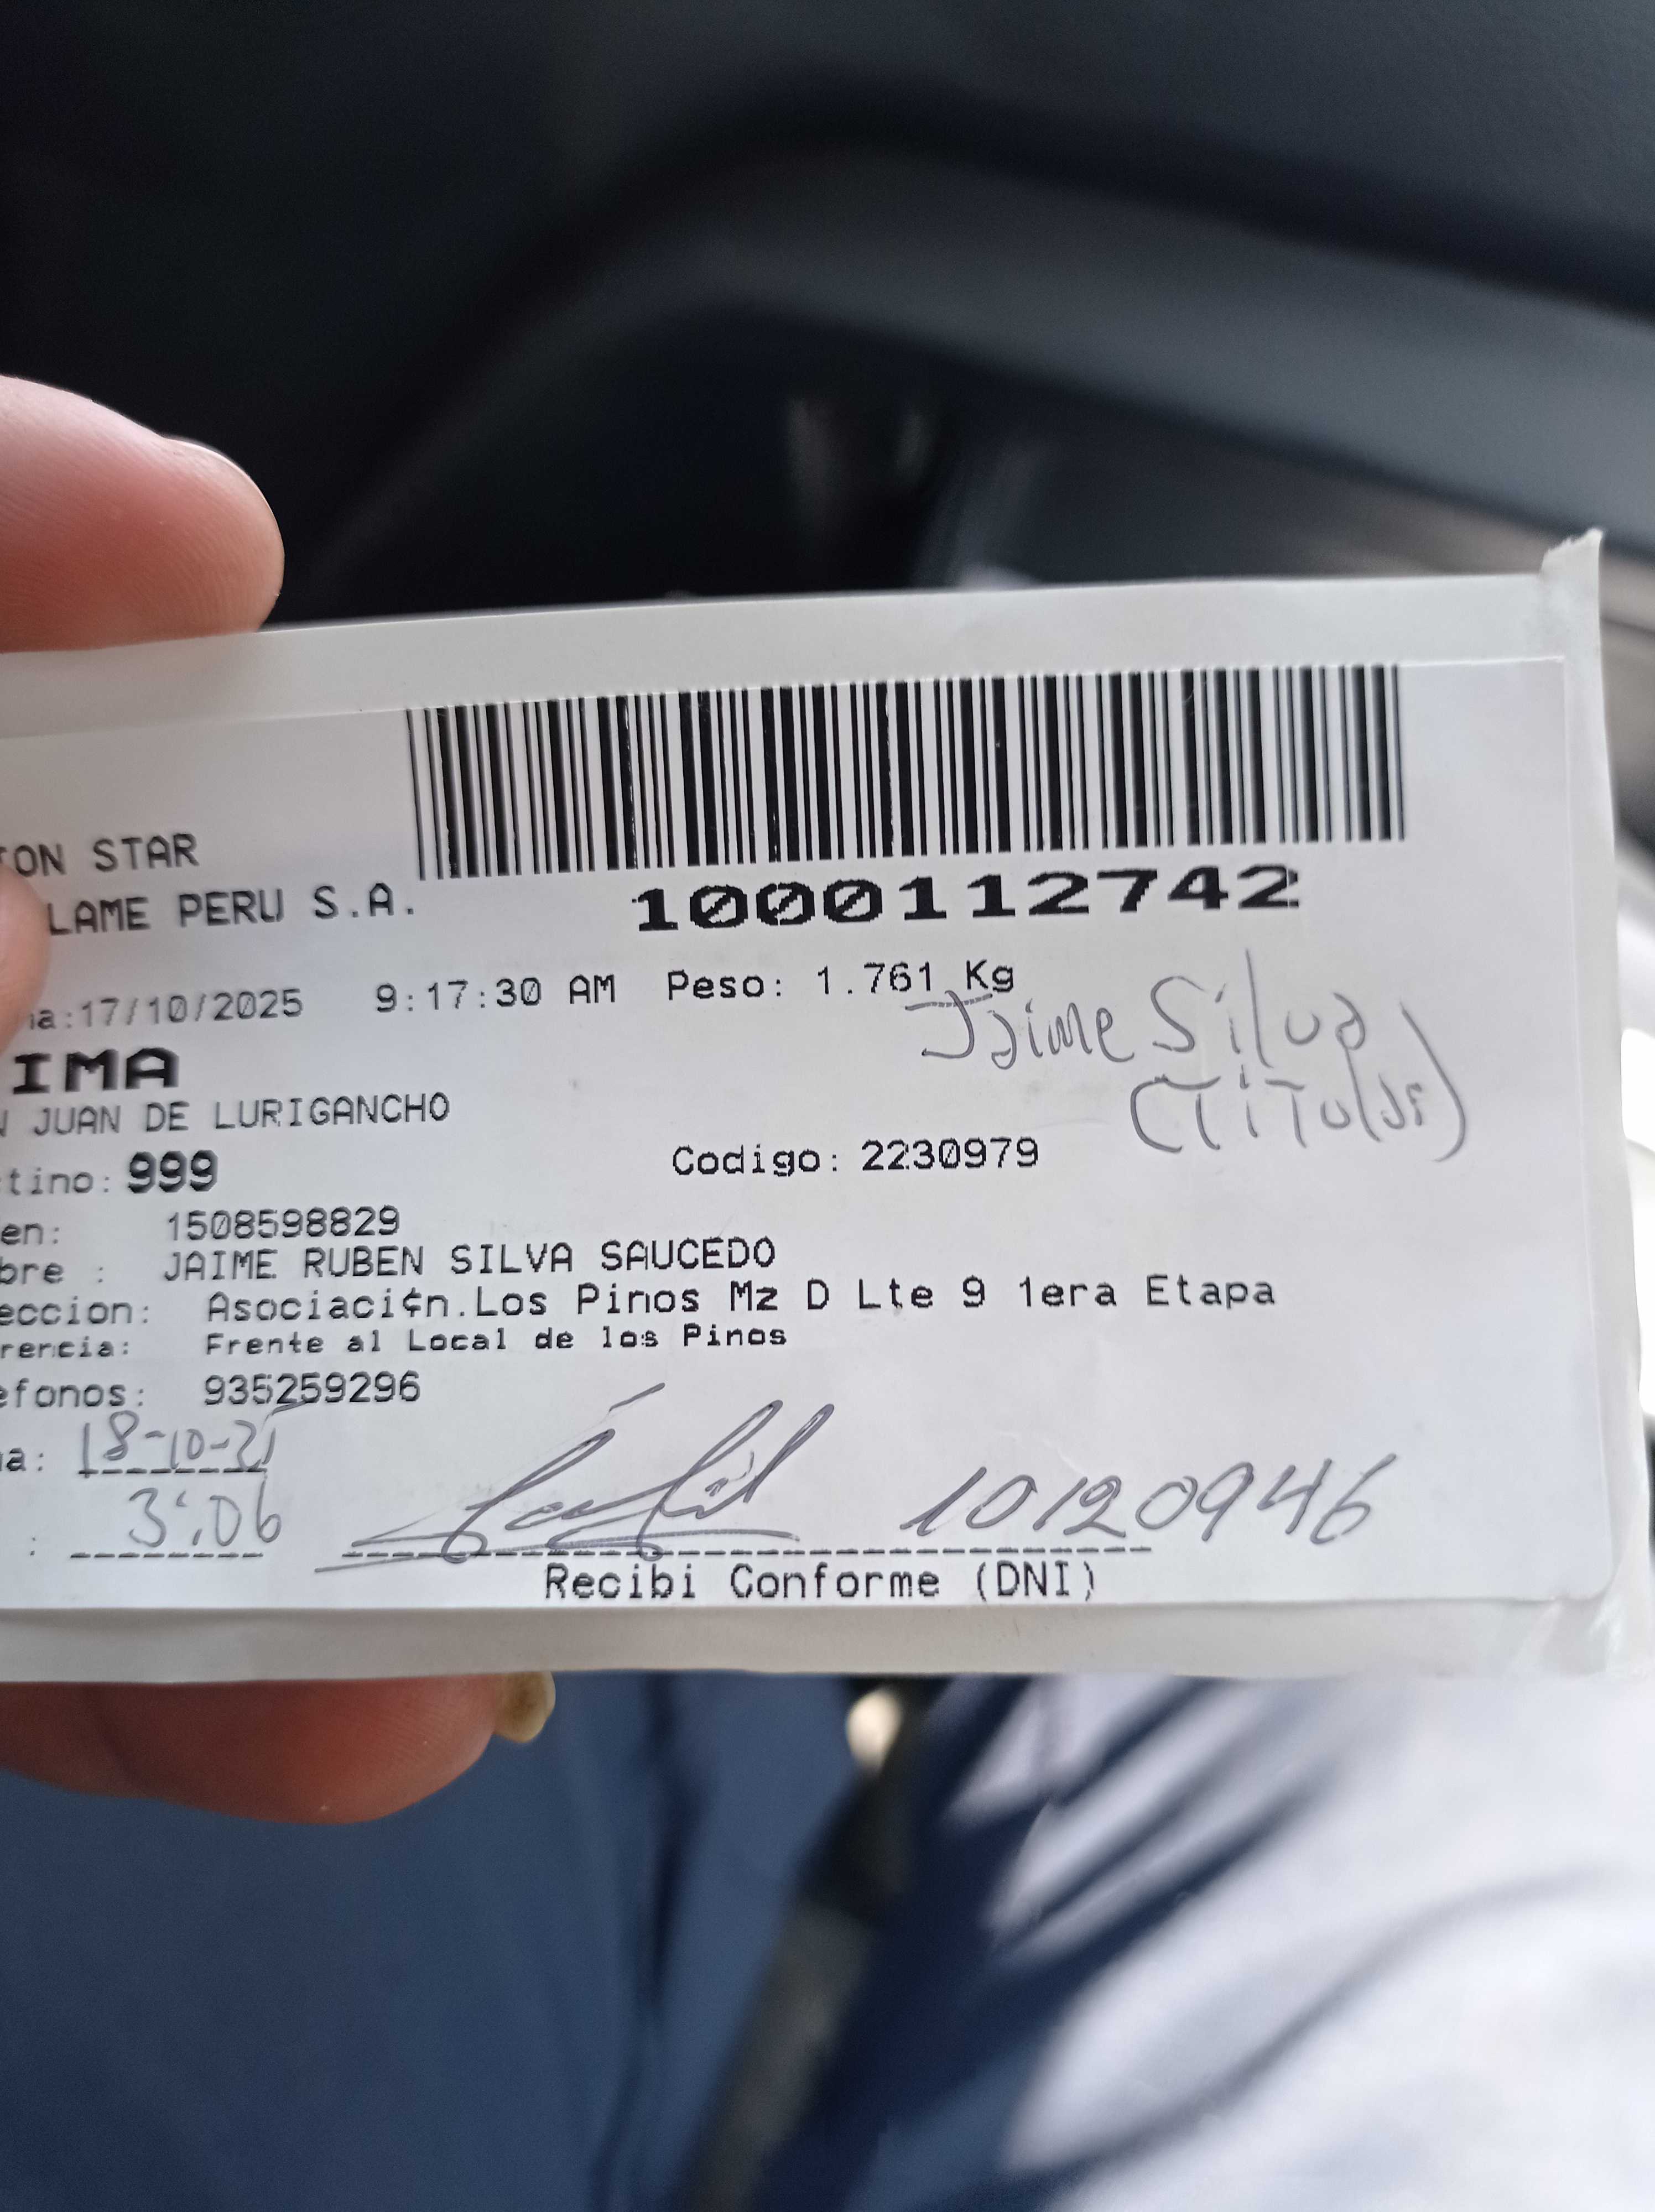 TON STAR
LAME PERU S.A.
1000112742
ha:17/10/2025 9:17:30 AM Peso: 1.761 Kg
Jaime Silva
(Titular)
IMA
N JUAN DE LURIGANCHO
tino: 999 Codigo: 2230979
en: 1508598829
bre : JAIME RUBEN SILVA SAUCEDO
eccion: Asociaci¢n.Los Pinos Mz D Lte 9 1era Etapa
rencia: Frente al Local de los Pinos
efonos: 935259296
a: 18-10-25
: 3:06
10120946
Recibi Conforme (DNI)